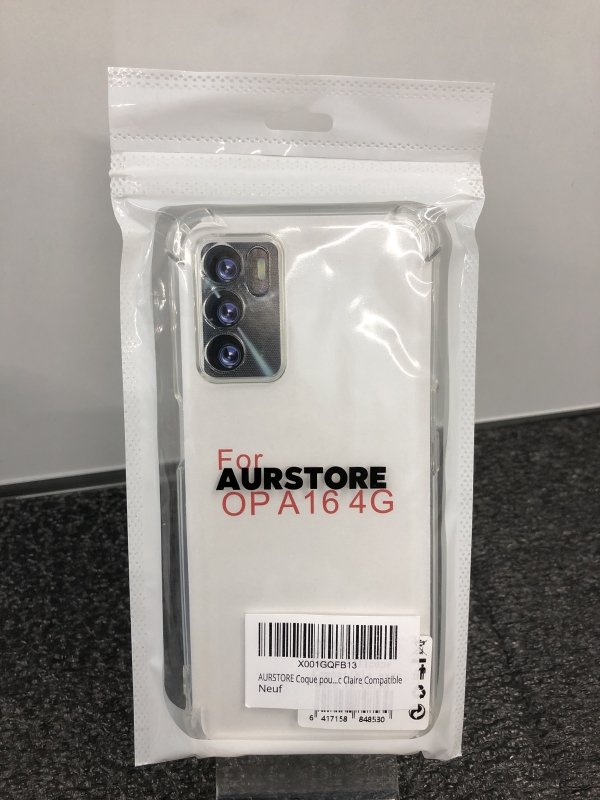 For
AURSTORE
OP A16 4G
X001GQFB13
AURSTORE Coque pou...c Claire Compatible
Neuf
6 417158 848530